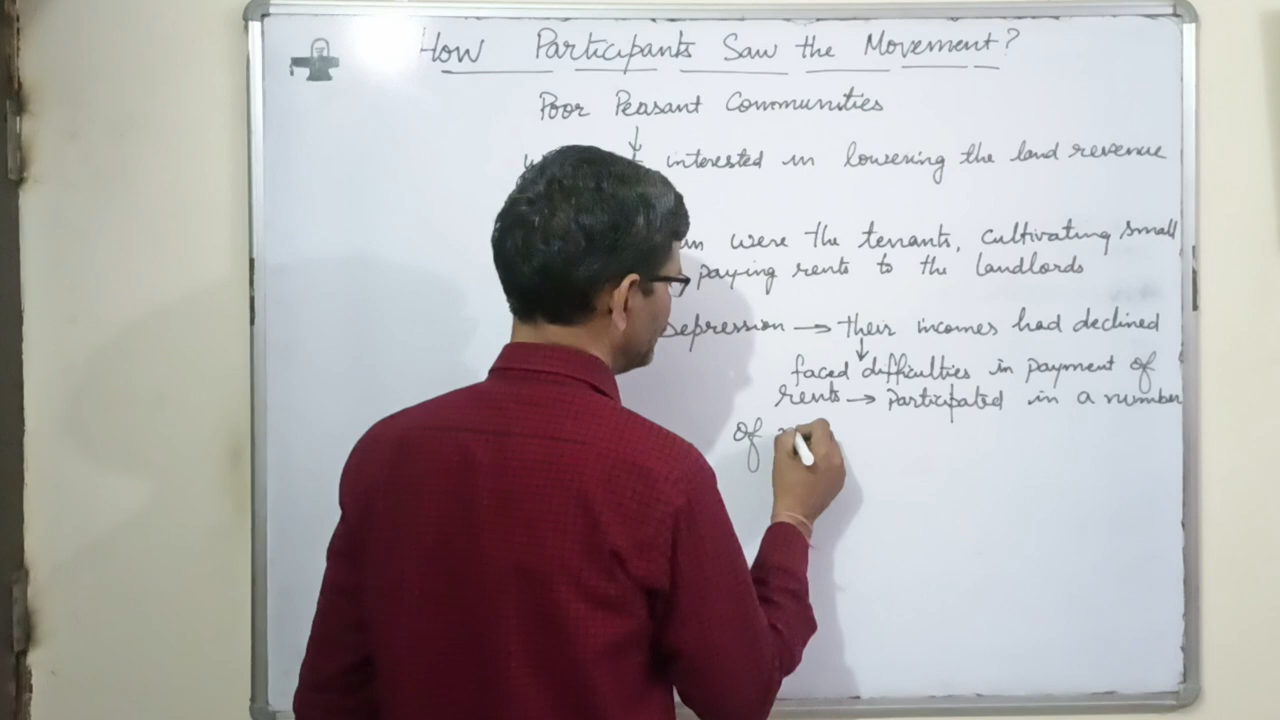 How Participants Saw the Movement?
Poor Peasant Communities
interested in lowering the land revenue
were the tenants, cultivating small
paying rents to the landlords
Depression → their incomes had declined
↓
faced difficulties in payment of
rents → Participated in a number
of